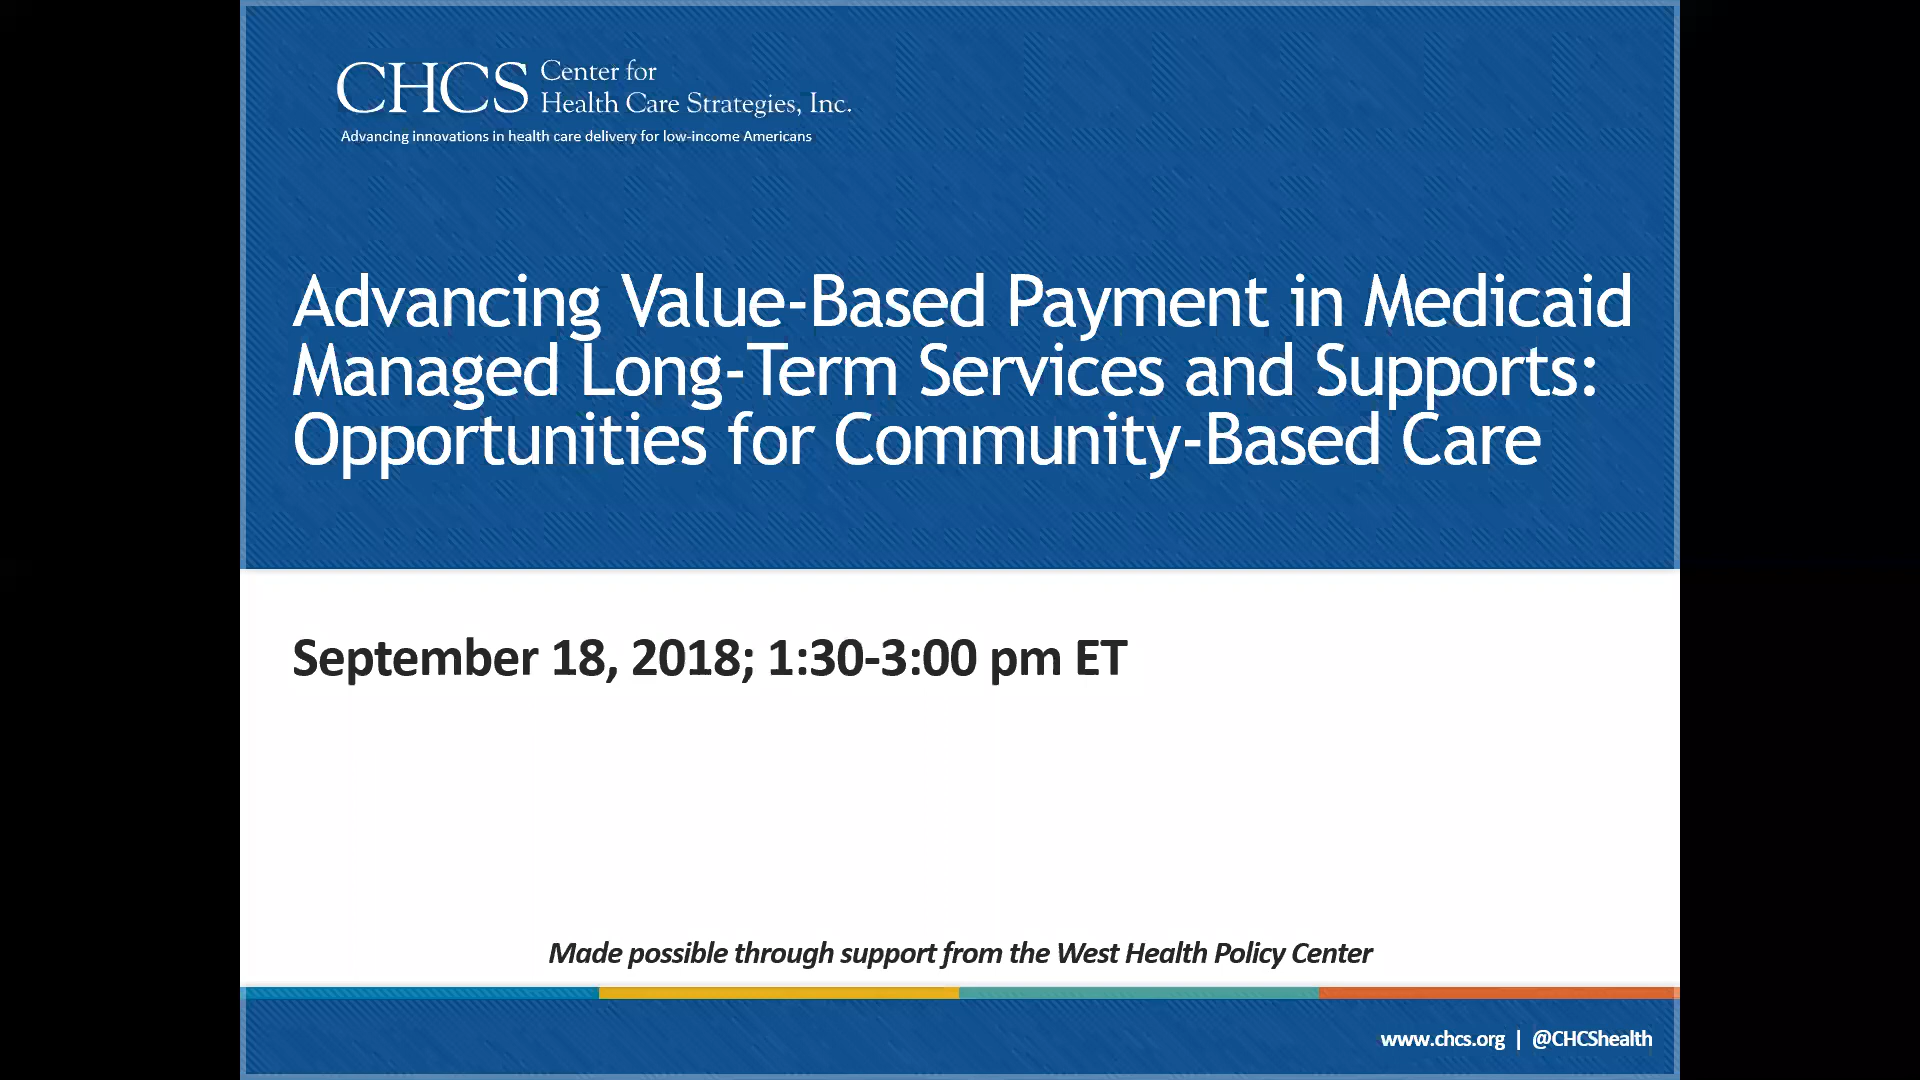 CHCS Center for
Health Care Strategies, Inc.
Advancing innovations in health care delivery for low-income Americans
Advancing Value-Based Payment in Medicaid
Managed Long-Term Services and Supports:
Opportunities for Community-Based Care
September 18, 2018; 1:30-3:00 pm ET
Made possible through support from the West Health Policy Center
www.chcs.org | @CHCShealth